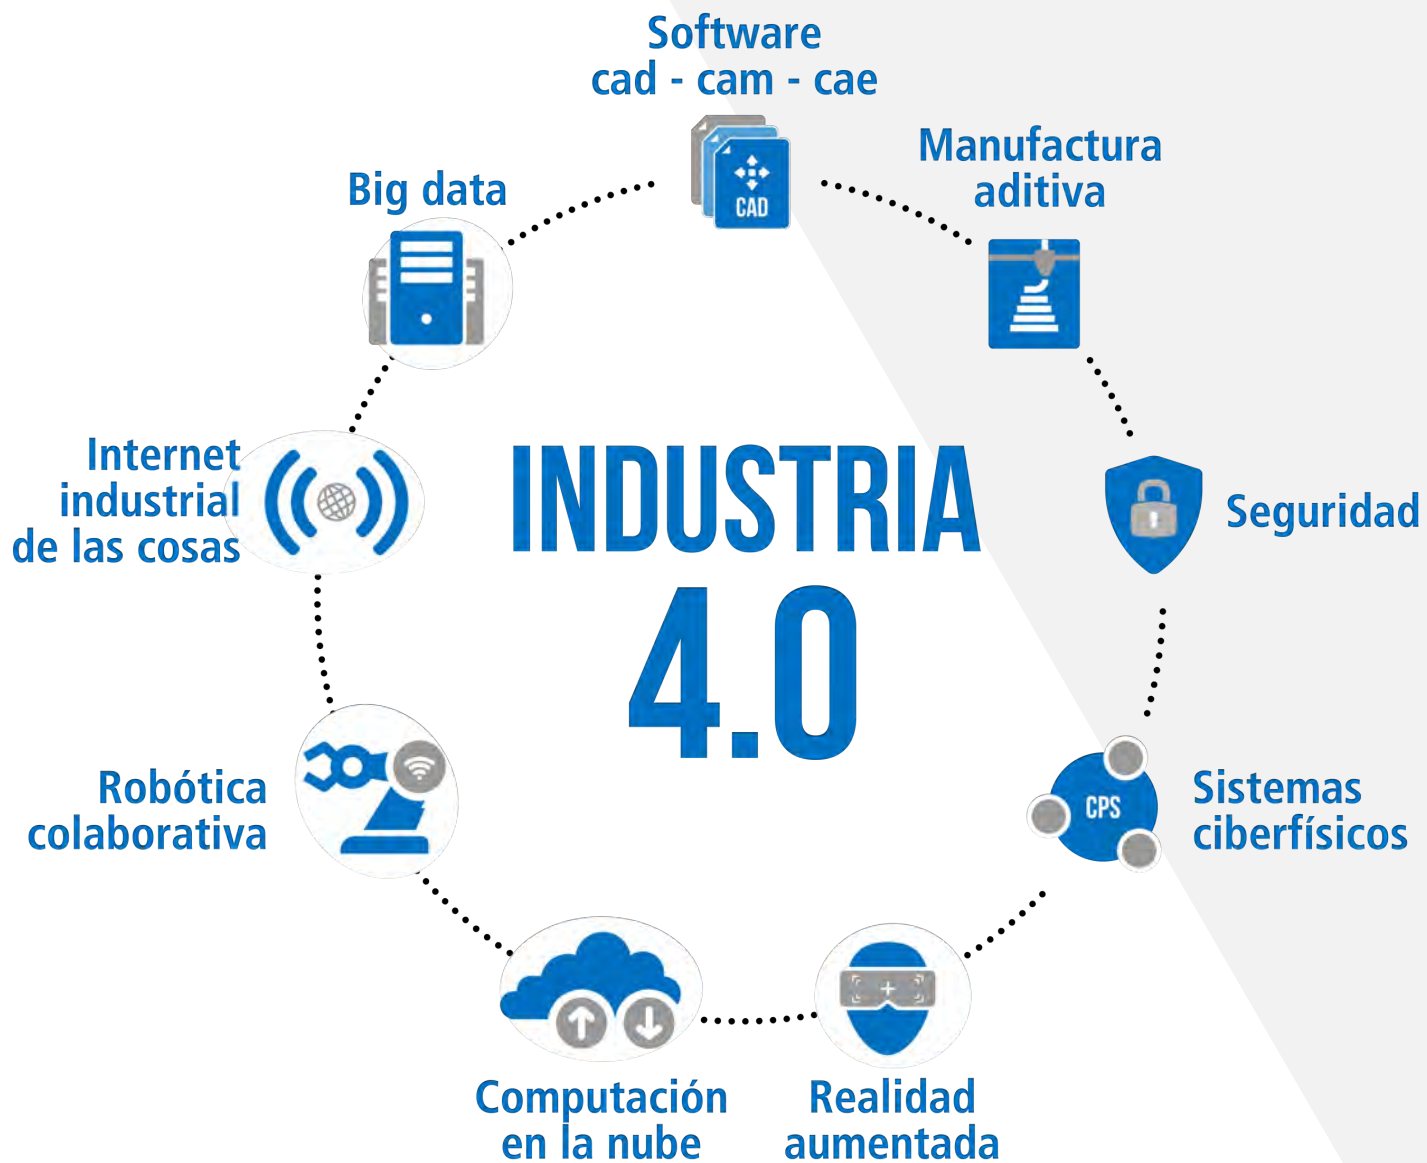 Software
cad - cam - cae
CAD
Manufactura
aditiva
Big data
Internet
industrial
de las cosas
INDUSTRIA
4.0
Seguridad
Robótica
colaborativa
CPS
Sistemas
ciberfísicos
Computación
en la nube
Realidad
aumentada